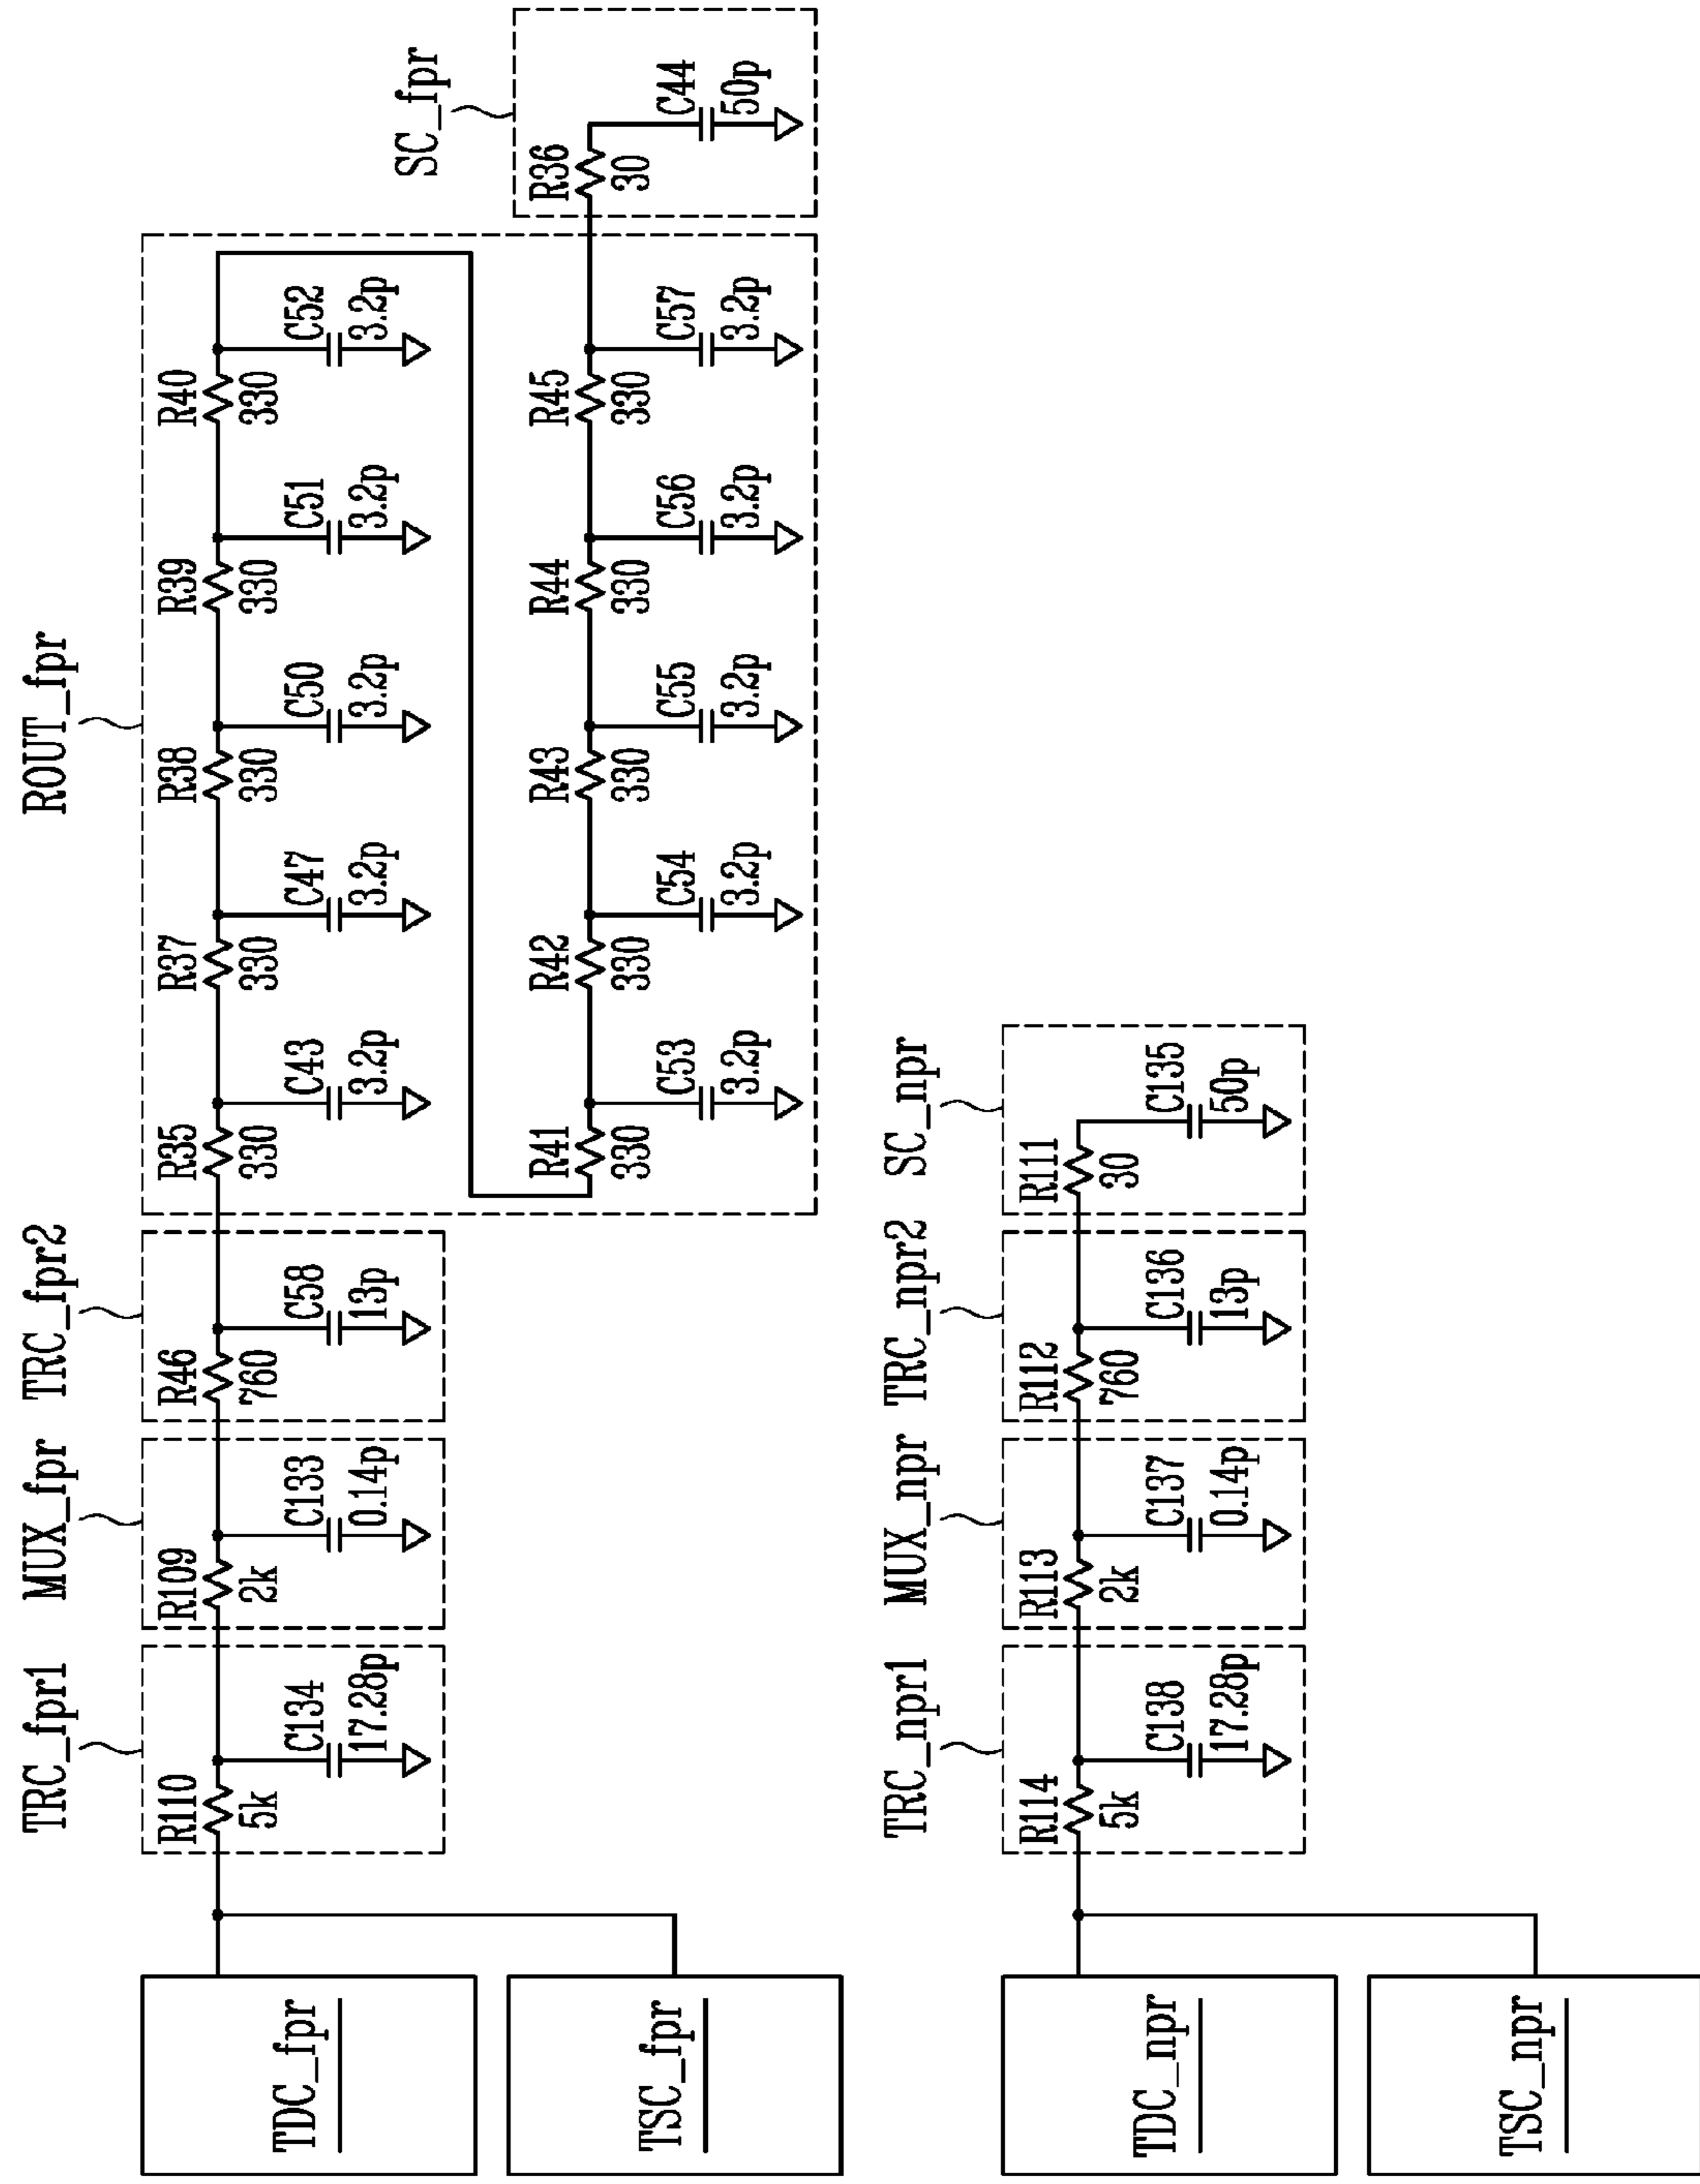 TRC_fpr1
MUX_fpr
TRC_fpr2
ROUT_fpr
TDC_fpr
TSC_fpr
R110
5k
C134
17.28p
R109
2k
C133
0.14p
R46
760
C58
13p
R35
330
C43
3.2p
R37
330
C47
3.2p
R38
330
C50
3.2p
R39
330
C51
3.2p
R40
330
C52
3.2p
R41
330
C53
3.2p
R42
330
C54
3.2p
R43
330
C55
3.2p
R44
330
C56
3.2p
R45
330
C57
3.2p
SC_fpr
R36
30
C44
50p
TRC_npr1
MUX_npr
TRC_npr2
SC_npr
TDC_npr
TSC_npr
R114
5k
C138
17.28p
R113
2k
C137
0.14p
R112
760
C136
13p
R111
30
C135
50p